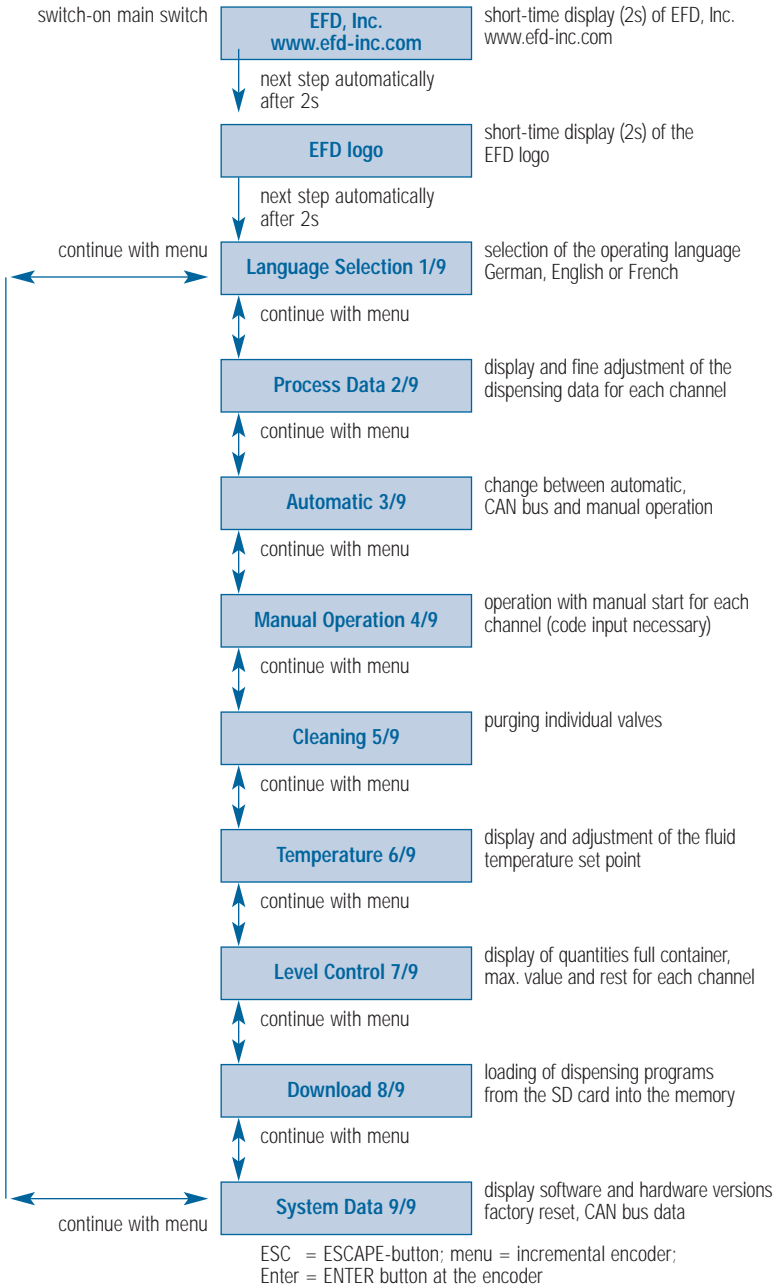 switch-on main switch
EFD, Inc.
www.efd-inc.com
short-time display (2s) of EFD, Inc.
www.efd-inc.com
next step automatically
after 2s
EFD logo
short-time display (2s) of the
EFD logo
next step automatically
after 2s
continue with menu
Language Selection 1/9
selection of the operating language
German, English or French
continue with menu
Process Data 2/9
display and fine adjustment of the
dispensing data for each channel
continue with menu
Automatic 3/9
change between automatic,
CAN bus and manual operation
continue with menu
Manual Operation 4/9
operation with manual start for each
channel (code input necessary)
continue with menu
Cleaning 5/9
purging individual valves
continue with menu
Temperature 6/9
display and adjustment of the fluid
temperature set point
continue with menu
Level Control 7/9
display of quantities full container,
max. value and rest for each channel
continue with menu
Download 8/9
loading of dispensing programs
from the SD card into the memory
continue with menu
System Data 9/9
display software and hardware versions
factory reset, CAN bus data
continue with menu
ESC = ESCAPE-button; menu = incremental encoder;
Enter = ENTER button at the encoder